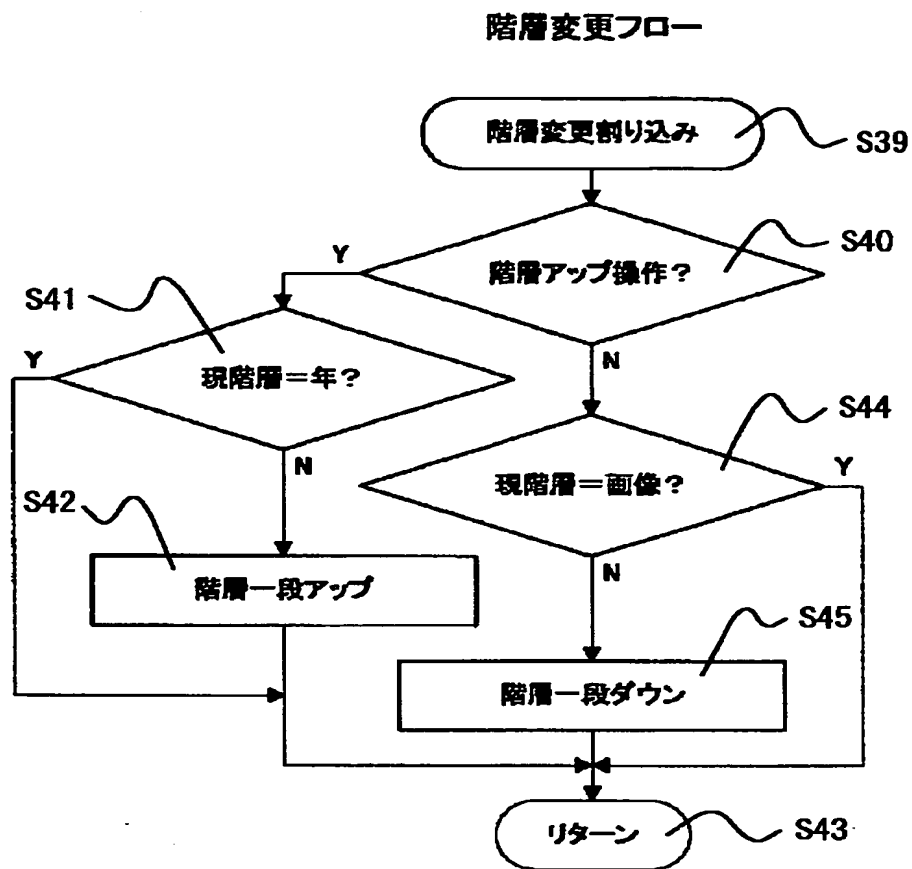 階層変更フロー
階層変更割り込み
S39
S40
階層アップ操作？
Y
S41
Y
現階層＝年？
N
N
S44
現階層＝画像？
Y
S42
階層一段アップ
N
S45
階層一段ダウン
リターン
S43